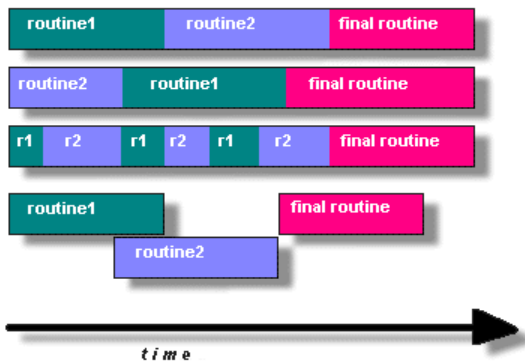 routine1 routine2 final routine
routine2 routine1 final routine
r1 r2 r1 r2 r1 r2 final routine
routine1 final routine
routine2
time